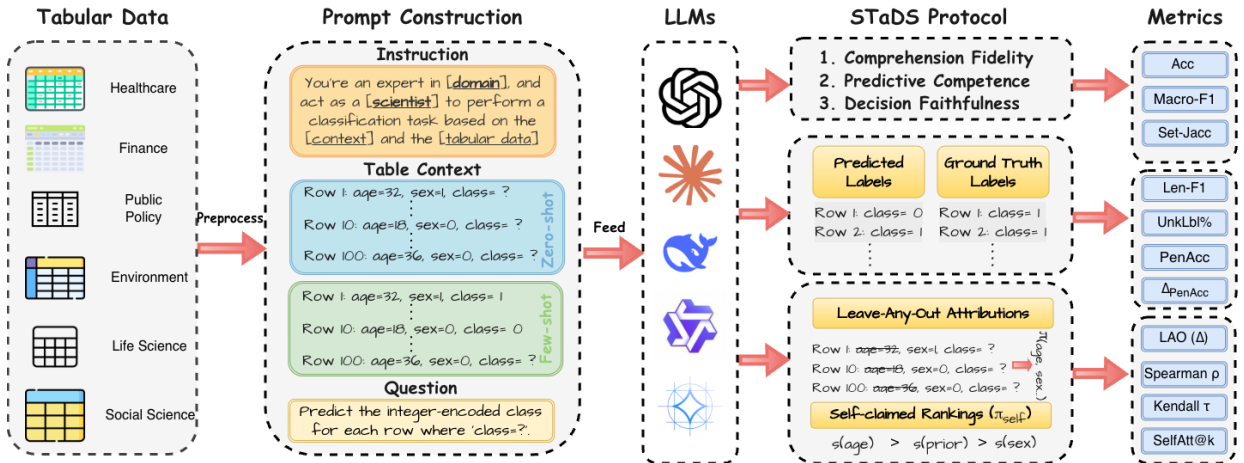 Tabular Data
Healthcare
Finance
Public
Policy
Environment
Life Science
Social Science
Preprocess
Prompt Construction
Instruction
You're an expert in [domain], and
act as a [scientist] to perform a
classification task based on the
[context] and the [tabular data]
Table Context
Row 1: age=32, sex=1, class= ?
Row 10: age=18, sex=0, class= ?
Row 100: age=36, sex=0, class= ?
Zero-shot
Row 1: age=32, sex=1, class= 1
Row 10: age=18, sex=0, class= 0
Row 100: age=36, sex=0, class= ?
Few-shot
Question
Predict the integer-encoded class
for each row where 'class=?'.
Feed
LLMs
STaDS Protocol
1. Comprehension Fidelity
2. Predictive Competence
3. Decision Faithfulness
Predicted
Labels
Row 1: class= 0
Row 2: class= 1
Ground Truth
Labels
Row 1: class= 1
Row 2: class= 1
Leave-Any-Out Attributions
Row 1: age=32, sex=1, class= ?
Row 10: age=18, sex=0, class= ?
Row 100: age=36, sex=0, class= ?
π(age, sex..)
Self-claimed Rankings (π_self)
s(age) > s(prior) > s(sex)
Metrics
Acc
Macro-F1
Set-Jacc
Len-F1
UnkLbl%
PenAcc
Δ_PenAcc
LAO (Δ)
Spearman ρ
Kendall τ
SelfAtt@k